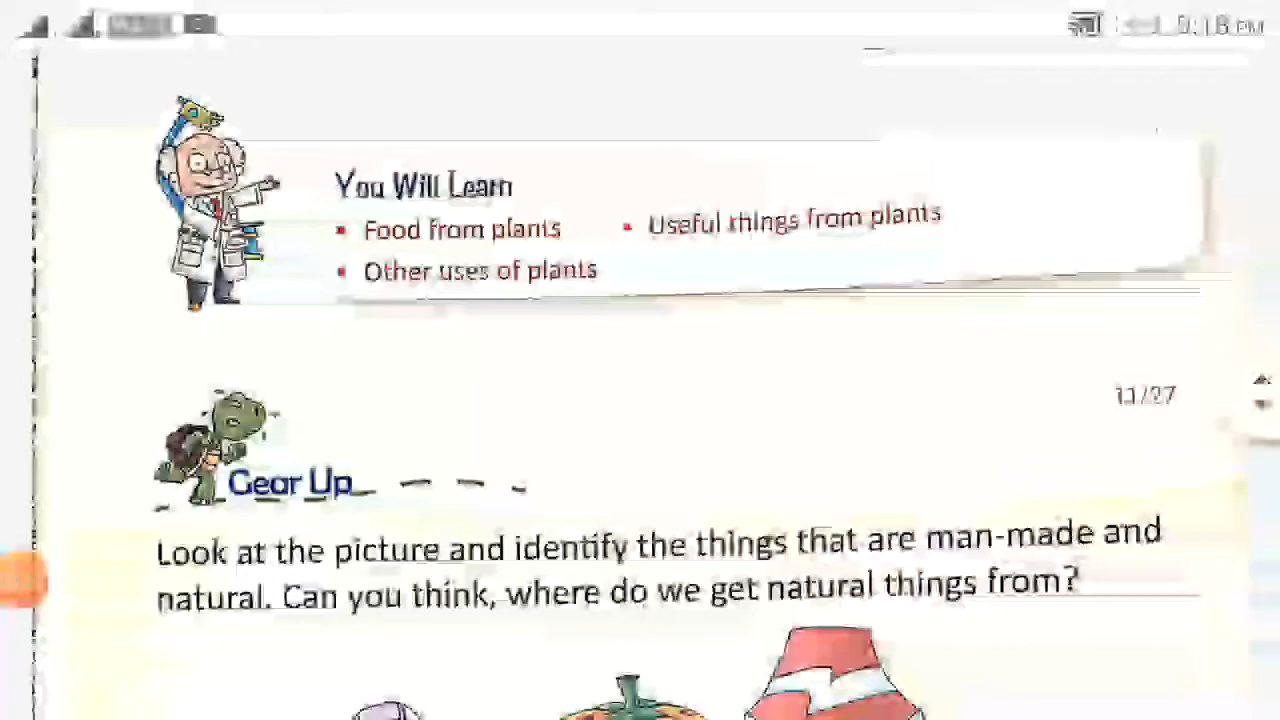 You Will Learn
Food from plants
Useful things from plants
Other uses of plants
11/27
Gear Up
Look at the picture and identify the things that are man-made and
natural. Can you think, where do we get natural things from?